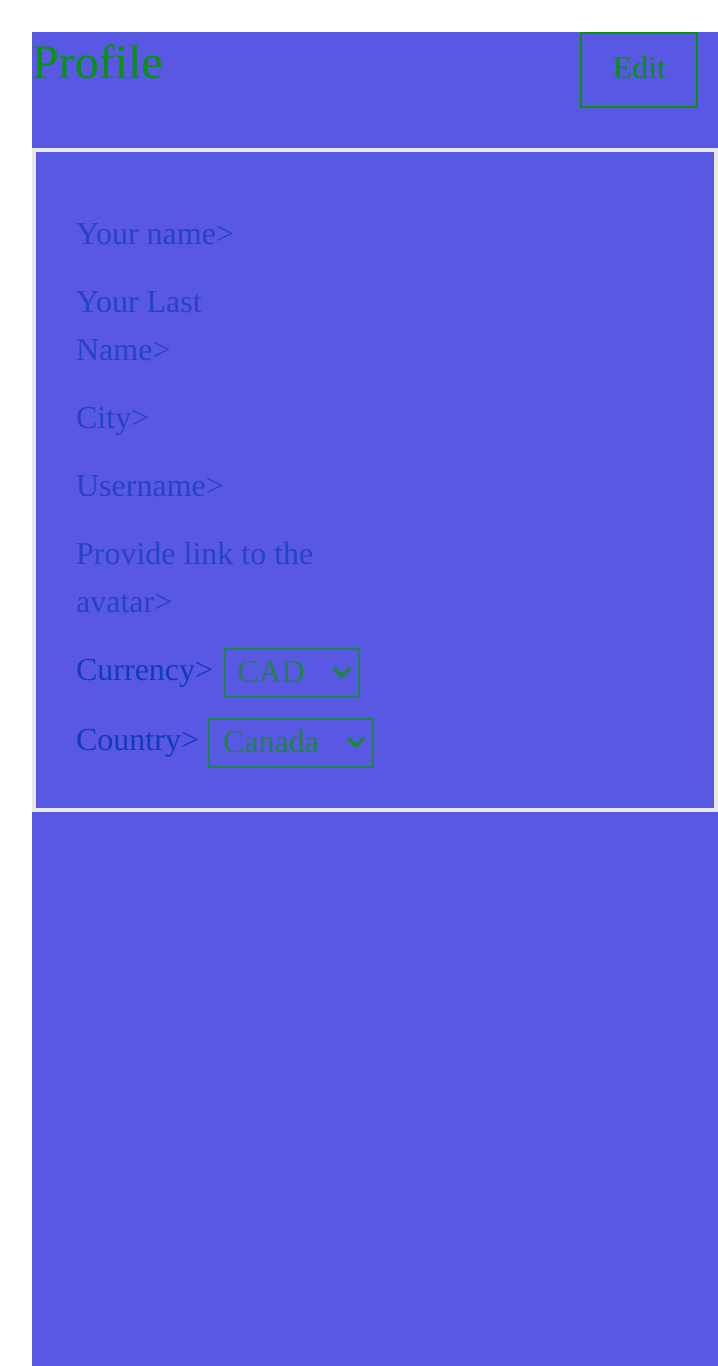 Profile
Edit
Your name>
Your Last
Name>
City>
Username>
Provide link to the
avatar>
Currency> CAD
Country> Canada